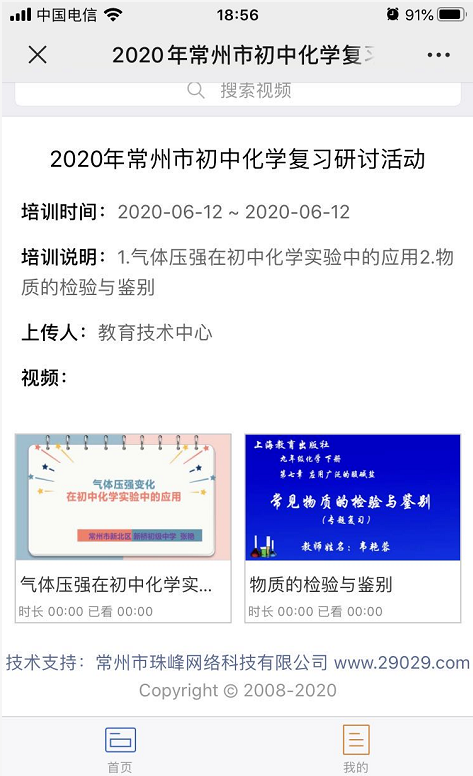 中国电信 18:56 91%
2020年常州市初中化学复习
搜索视频
2020年常州市初中化学复习研讨活动
培训时间：2020-06-12 ~ 2020-06-12
培训说明：1.气体压强在初中化学实验中的应用2.物
质的检验与鉴别
上传人：教育技术中心
视频：
气体压强变化
在初中化学实验中的应用
常州市新北区 新桥初级中学
上海教育出版社
九年级化学 下册
第七章 应用广泛的酸碱盐
常见物质的检验与鉴别
（专题复习）
教师姓名：韦艳蓉
气体压强在初中化学实...
时长 00:00 已看 00:00
物质的检验与鉴别
时长 00:00 已看 00:00
技术支持：常州市珠峰网络科技有限公司 www.29029.com
Copyright © 2008-2020
首页
我的